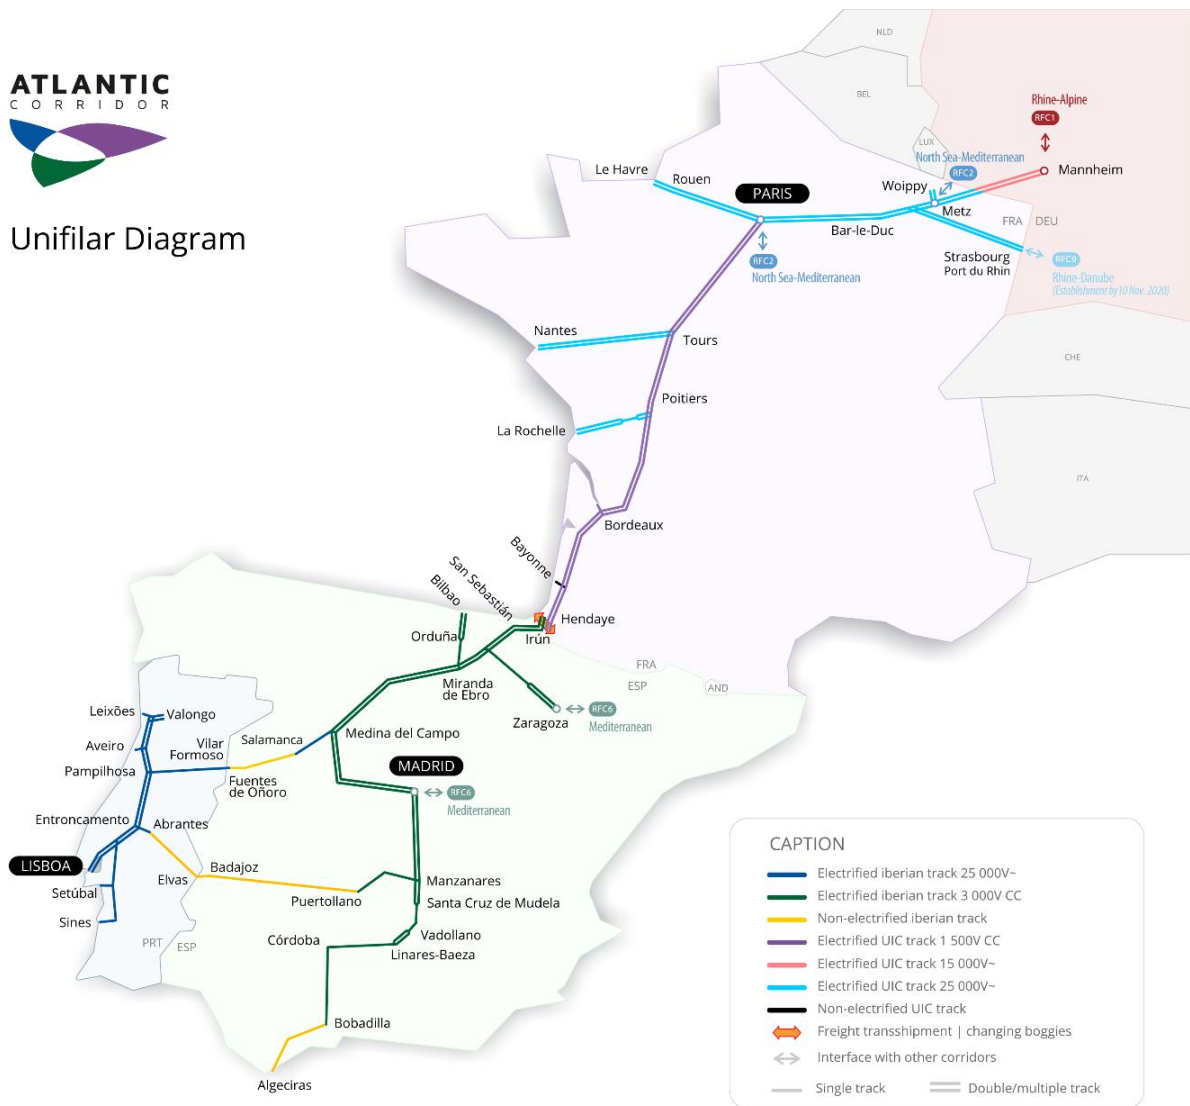 ATLANTIC
CORRIDOR
Unifilar Diagram
NLD
BEL
LUX
Rhine-Alpine
RFC1
North Sea-Mediterranean
RFC2
Mannheim
Le Havre
Rouen
PARIS
Woippy
Metz
Bar-le-Duc
FRA
DEU
RFC2
North Sea-Mediterranean
Strasbourg
Port du Rhin
RFC9
Rhine-Danube
(Establishment by 10 Nov. 2020)
Nantes
Tours
CHE
Poitiers
La Rochelle
ITA
Bordeaux
Bayonne
San Sebastián
Bilbao
Hendaye
Orduña
Irún
FRA
ESP
AND
Miranda
de Ebro
Zaragoza
RFC6
Mediterranean
Leixões
Valongo
Aveiro
Vilar
Formoso
Salamanca
Medina del Campo
Pampilhosa
Fuentes
de Oñoro
MADRID
RFC6
Mediterranean
Entroncamento
Abrantes
LISBOA
Badajoz
Elvas
Setúbal
Puertollano
Manzanares
Santa Cruz de Mudela
Sines
PRT
ESP
Córdoba
Vadollano
Linares-Baeza
Bobadilla
Algeciras
CAPTION
Electrified iberian track 25 000V~
Electrified iberian track 3 000V CC
Non-electrified iberian track
Electrified UIC track 1 500V CC
Electrified UIC track 15 000V~
Electrified UIC track 25 000V~
Non-electrified UIC track
Freight transshipment | changing boggies
Interface with other corridors
Single track
Double/multiple track